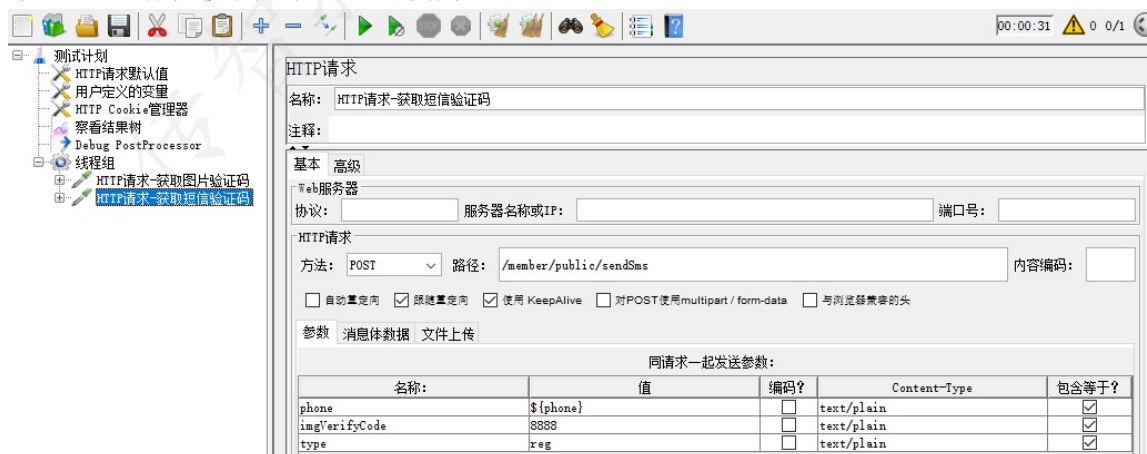 00:00:31 0 0/1
测试计划
HTTP请求默认值
用户定义的变量
HTTP Cookie管理器
察看结果树
Debug PostProcessor
线程组
HTTP请求-获取图片验证码
HTTP请求-获取短信验证码
HTTP请求
名称: HTTP请求-获取短信验证码
注释:
基本 高级
Web服务器
协议: 服务器名称或IP: 端口号:
HTTP请求
方法: POST 路径: /member/public/sendSms 内容编码:
自动重定向 跟随重定向 使用 KeepAlive 对POST使用multipart / form-data 与浏览器兼容的头
参数 消息体数据 文件上传
同请求一起发送参数:
名称: 值 编码? Content-Type 包含等于?
phone ${phone} text/plain
imgVerifyCode 8888 text/plain
type reg text/plain